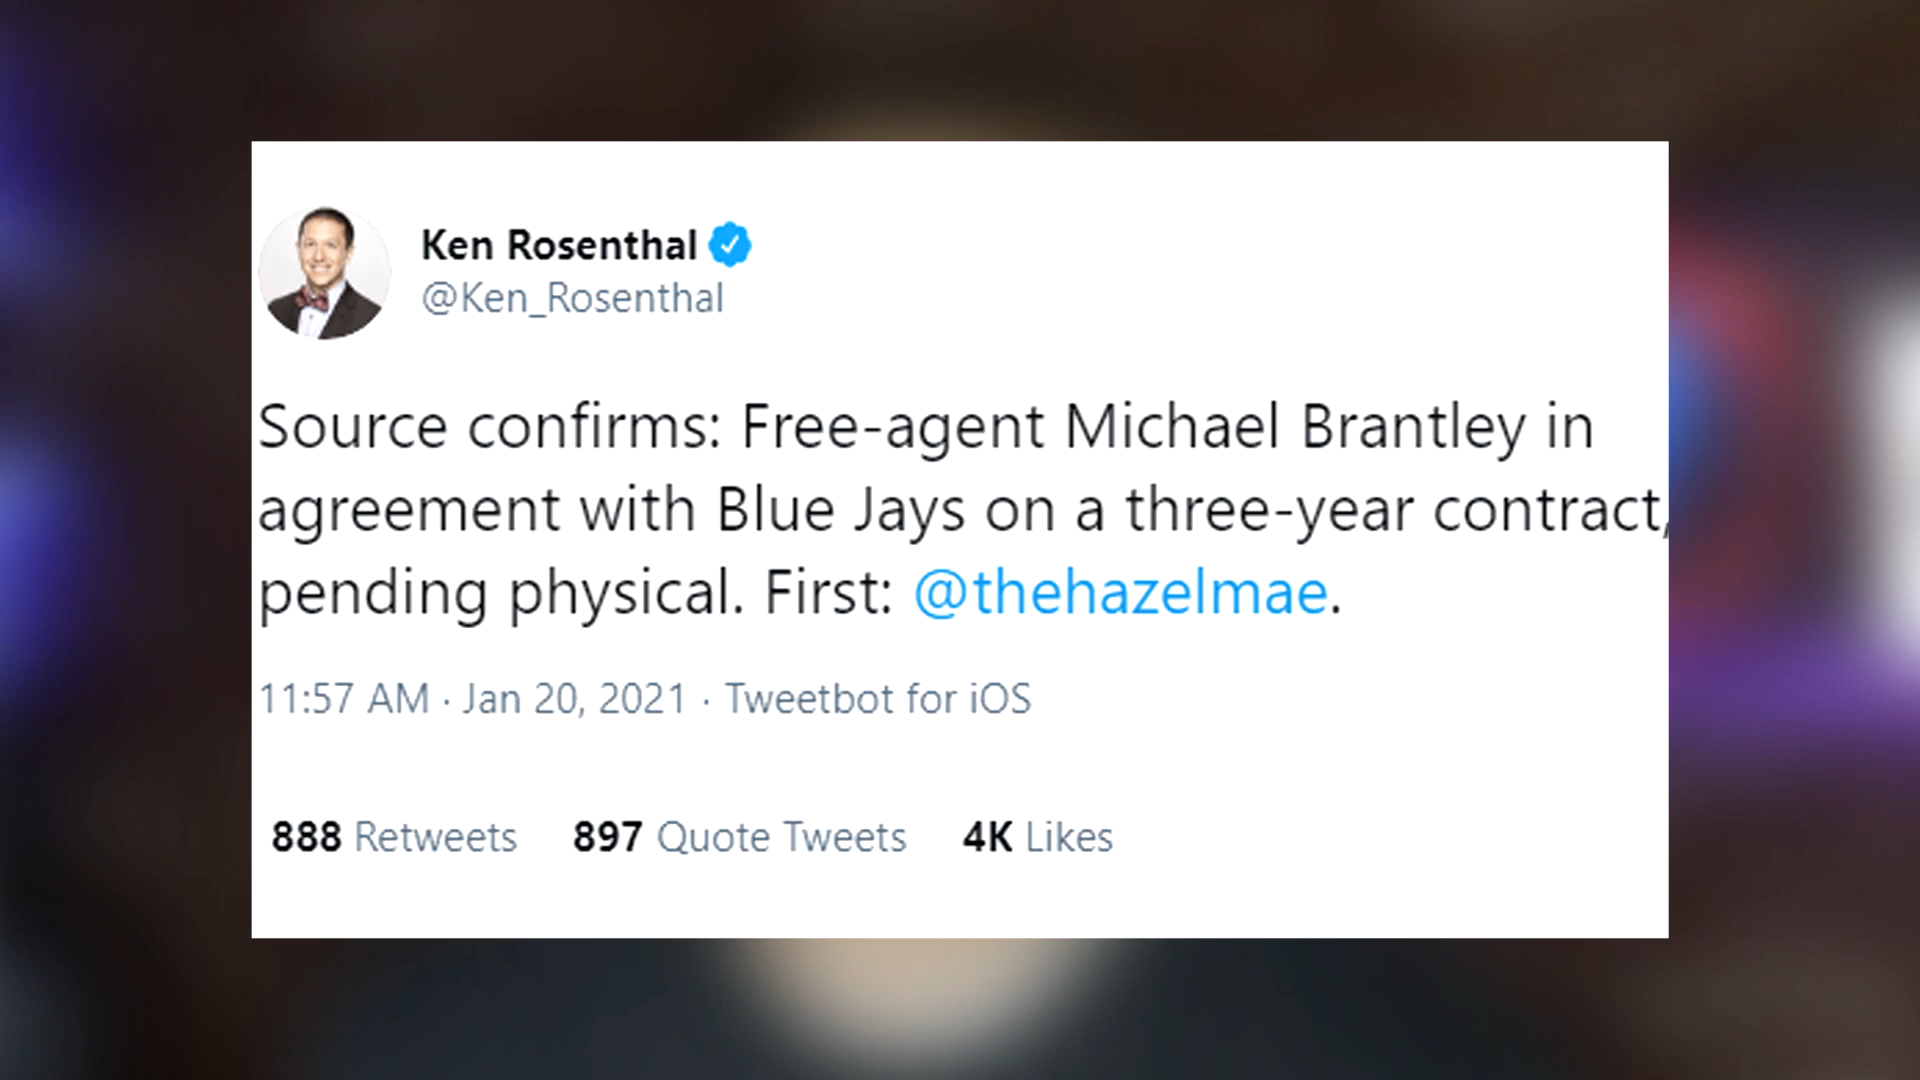 Ken Rosenthal
@Ken_Rosenthal
Source confirms: Free-agent Michael Brantley in
agreement with Blue Jays on a three-year contract,
pending physical. First: @thehazelmae.
11:57 AM · Jan 20, 2021 · Tweetbot for iOS
888 Retweets 897 Quote Tweets 4K Likes